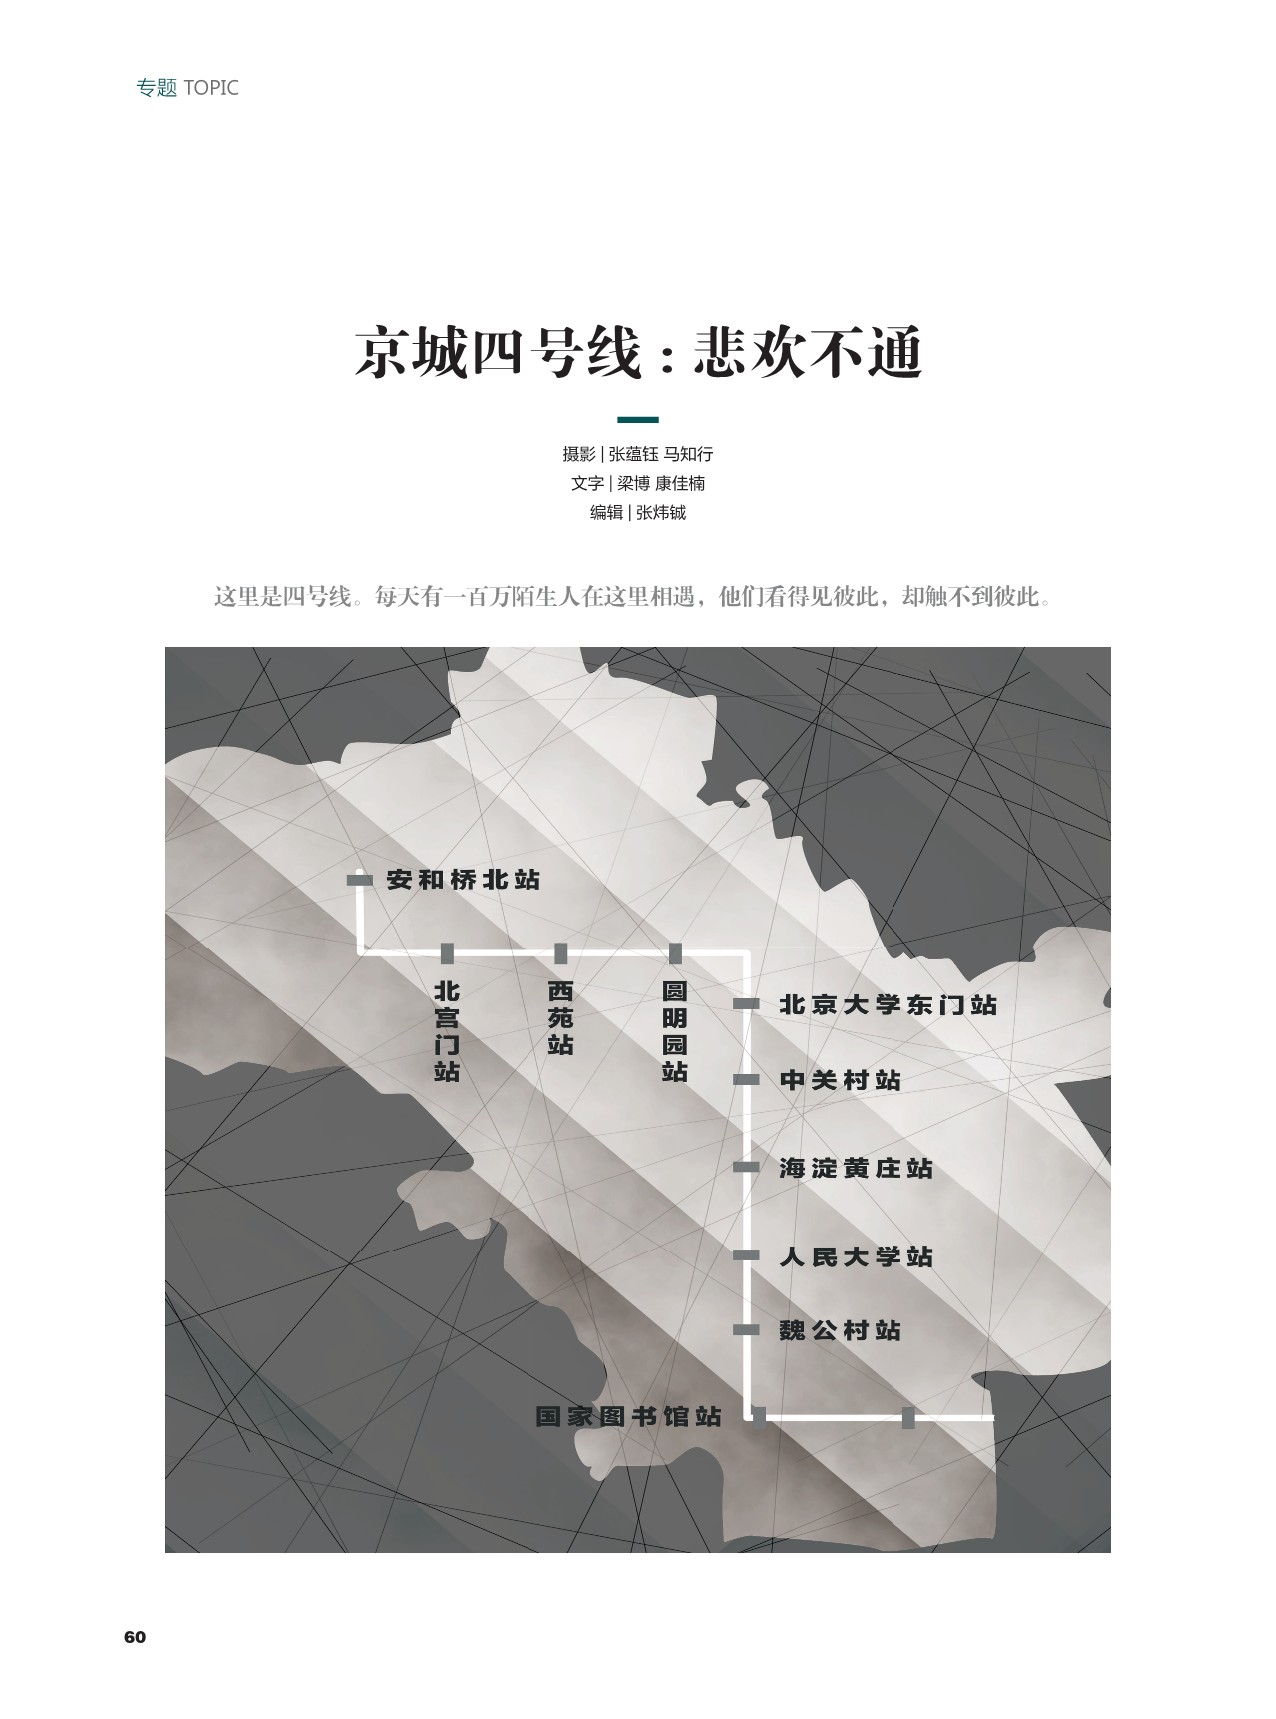 专题 TOPIC
京城四号线：悲欢不通
摄影 | 张蕴钰 马知行
文字 | 梁博 康佳楠
编辑 | 张炜铖
这里是四号线。每天有一百万陌生人在这里相遇，他们看得见彼此，却触不到彼此。
安和桥北站
北宫门站
西苑站
圆明园站
北京大学东门站
中关村站
海淀黄庄站
人民大学站
魏公村站
国家图书馆站
60